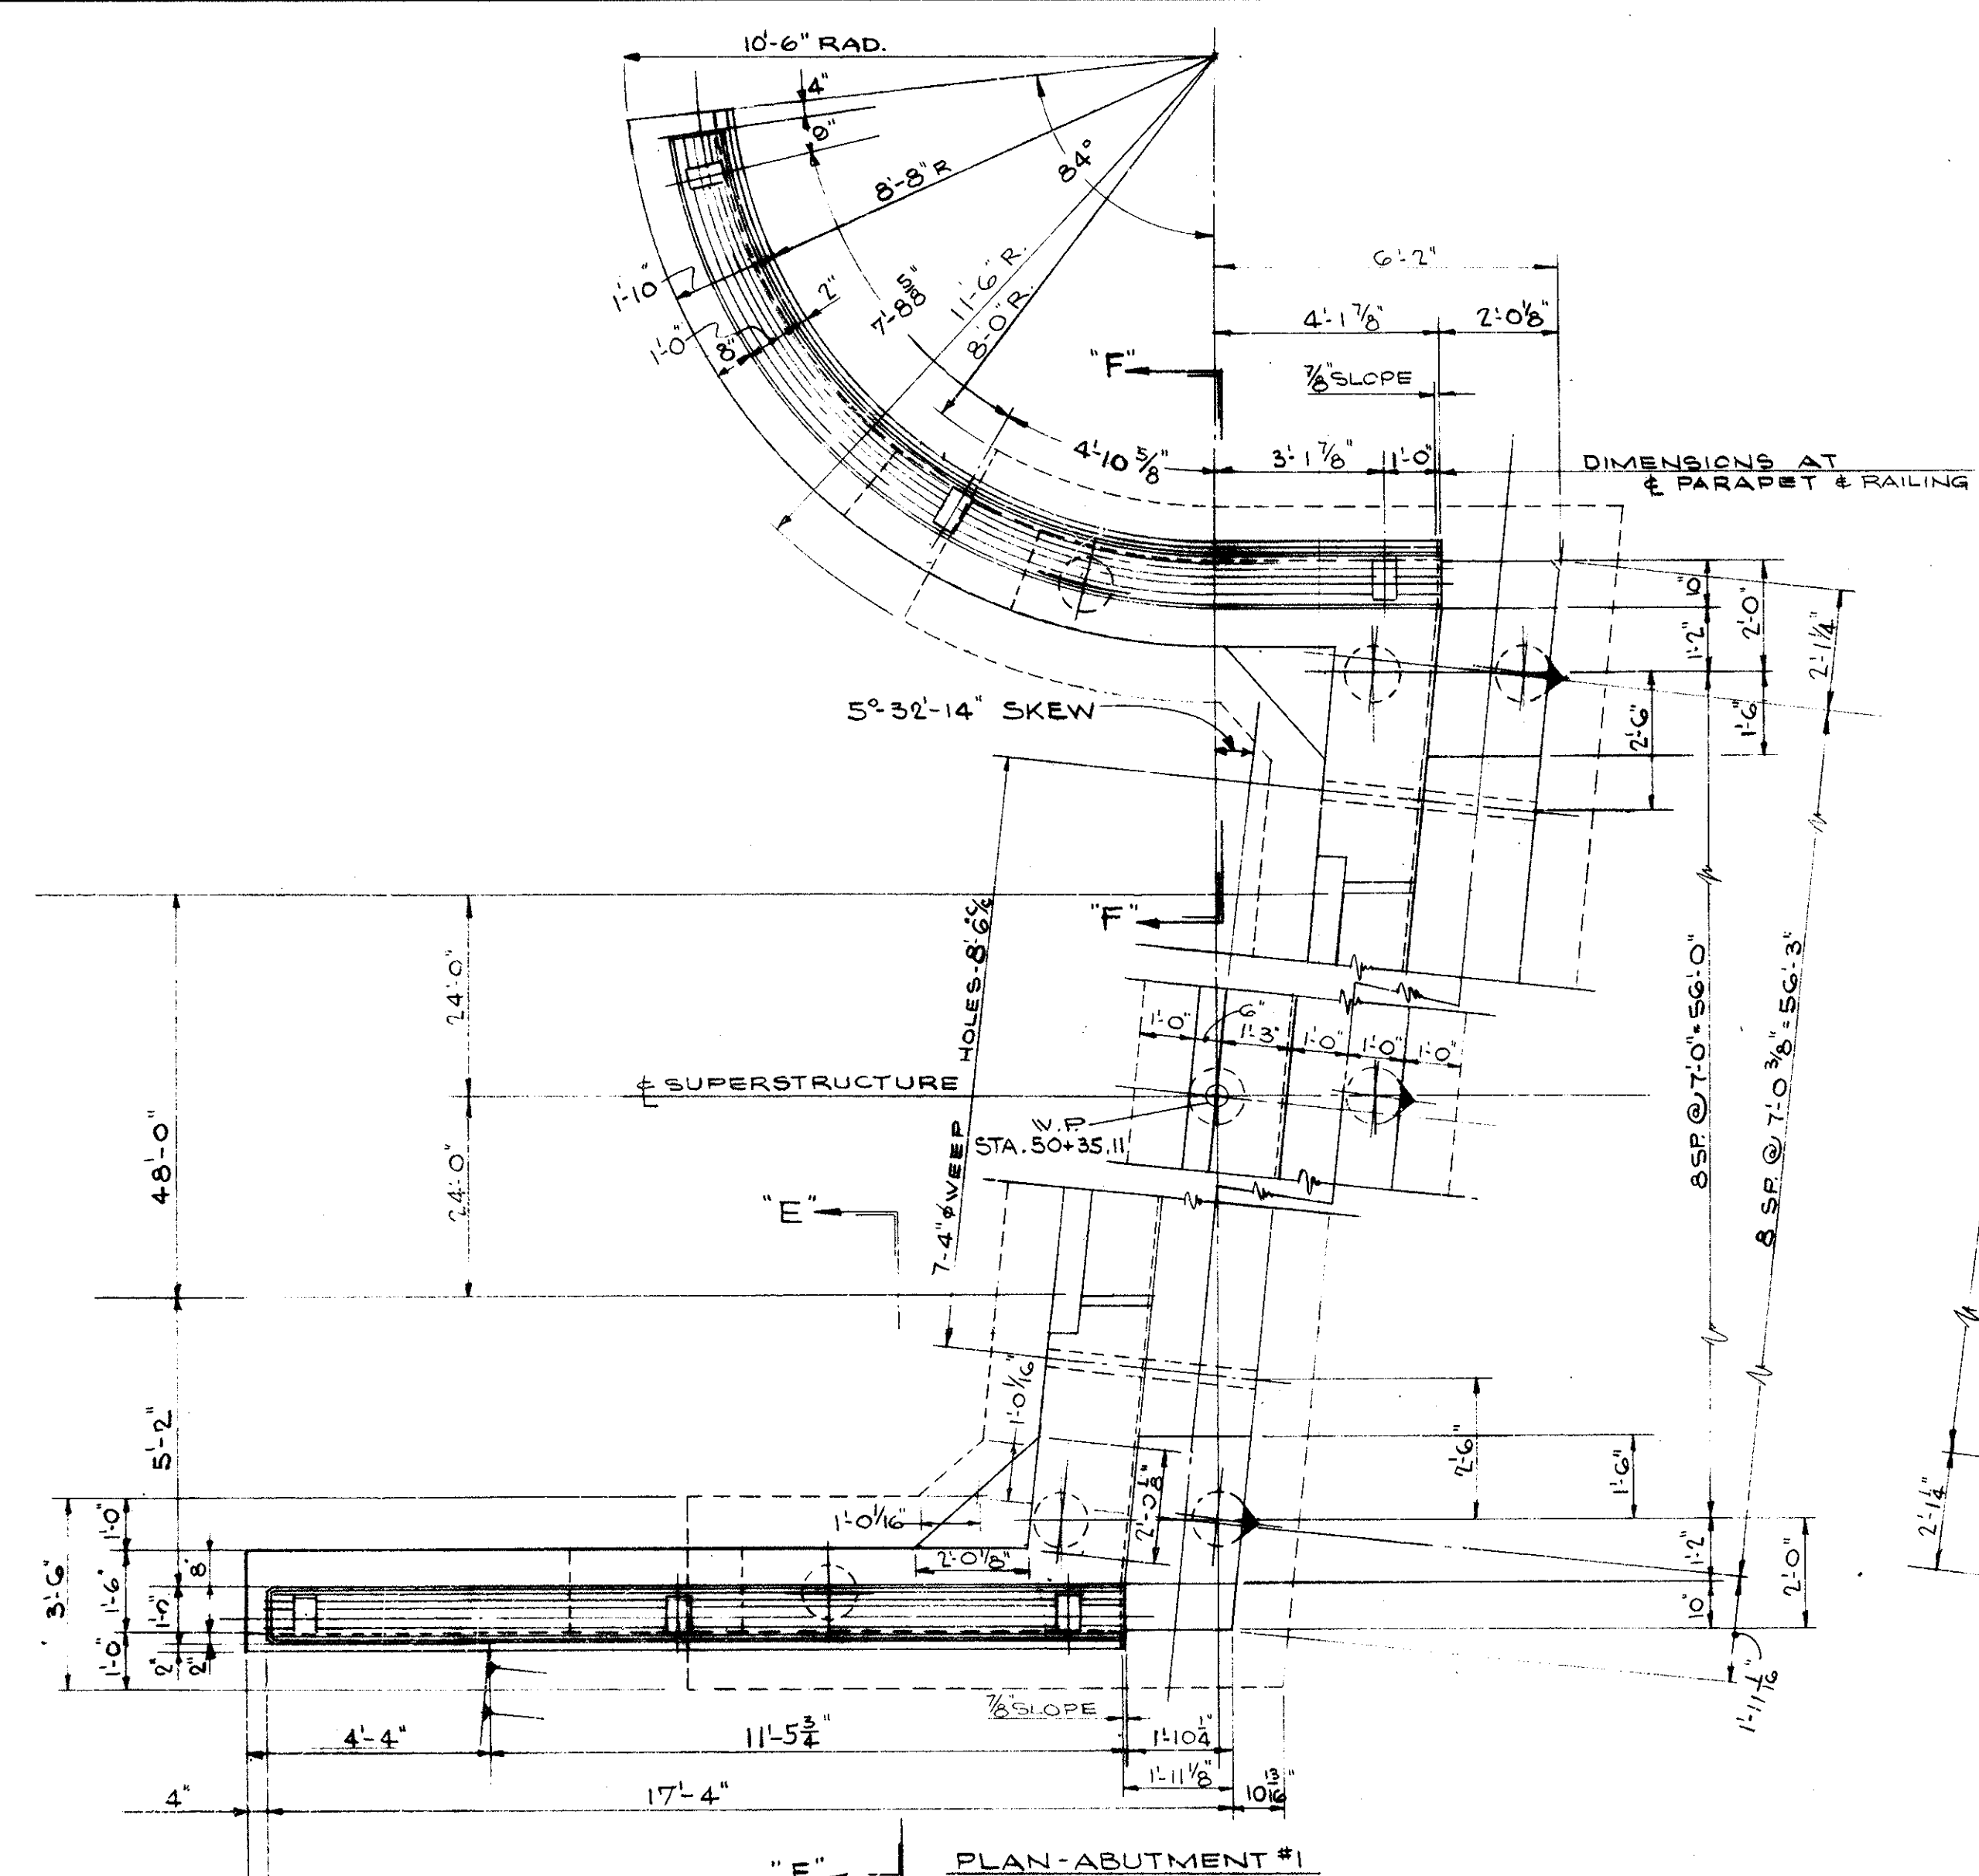 10'-6" RAD.
4"
8'-8" R
84°
1'-10"
2"
7'-8 5/8"
11'-6" R.
8'-0" R.
1'-0"
8"
6'-2"
4'-1 7/8"
2'-0 1/8"
"F"
7/8" SLOPE
4'-10 5/8"
3'-1 7/8"
1'-0"
DIMENSIONS AT
℄ PARAPET & RAILING
10"
2'-0"
1'-2"
2'-1 1/4"
5°-32'-14" SKEW
2'-6"
1'-6"
"F"
24'-0"
48'-0"
7-4"ø WEEP HOLES-8'-6" c/c
8 SP. @ 7'-0" = 56'-0"
8 SP. @ 7'-0 3/8" = 56'-3"
1'-0"
6"
1'-3"
1'-0"
1'-0"
1'-0"
℄ SUPERSTRUCTURE
W.P.
STA. 50+35.11
24'-0"
"E"
5'-2"
1'-0 1/16"
2'-6"
1'-6"
2'-1 1/4"
1'-0 1/16"
2'-0 1/8"
2'-0 1/8"
1'-2"
2'-0"
10"
3'-6"
1'-0"
1'-6"
8"
1'-0"
1'-0"
2"
2"
1'-11 1/16"
7/8" SLOPE
4'-4"
11'-5 3/4"
1'-10 1/4"
1'-11 1/8"
10 13/16"
4"
17'-4"
PLAN-ABUTMENT #1